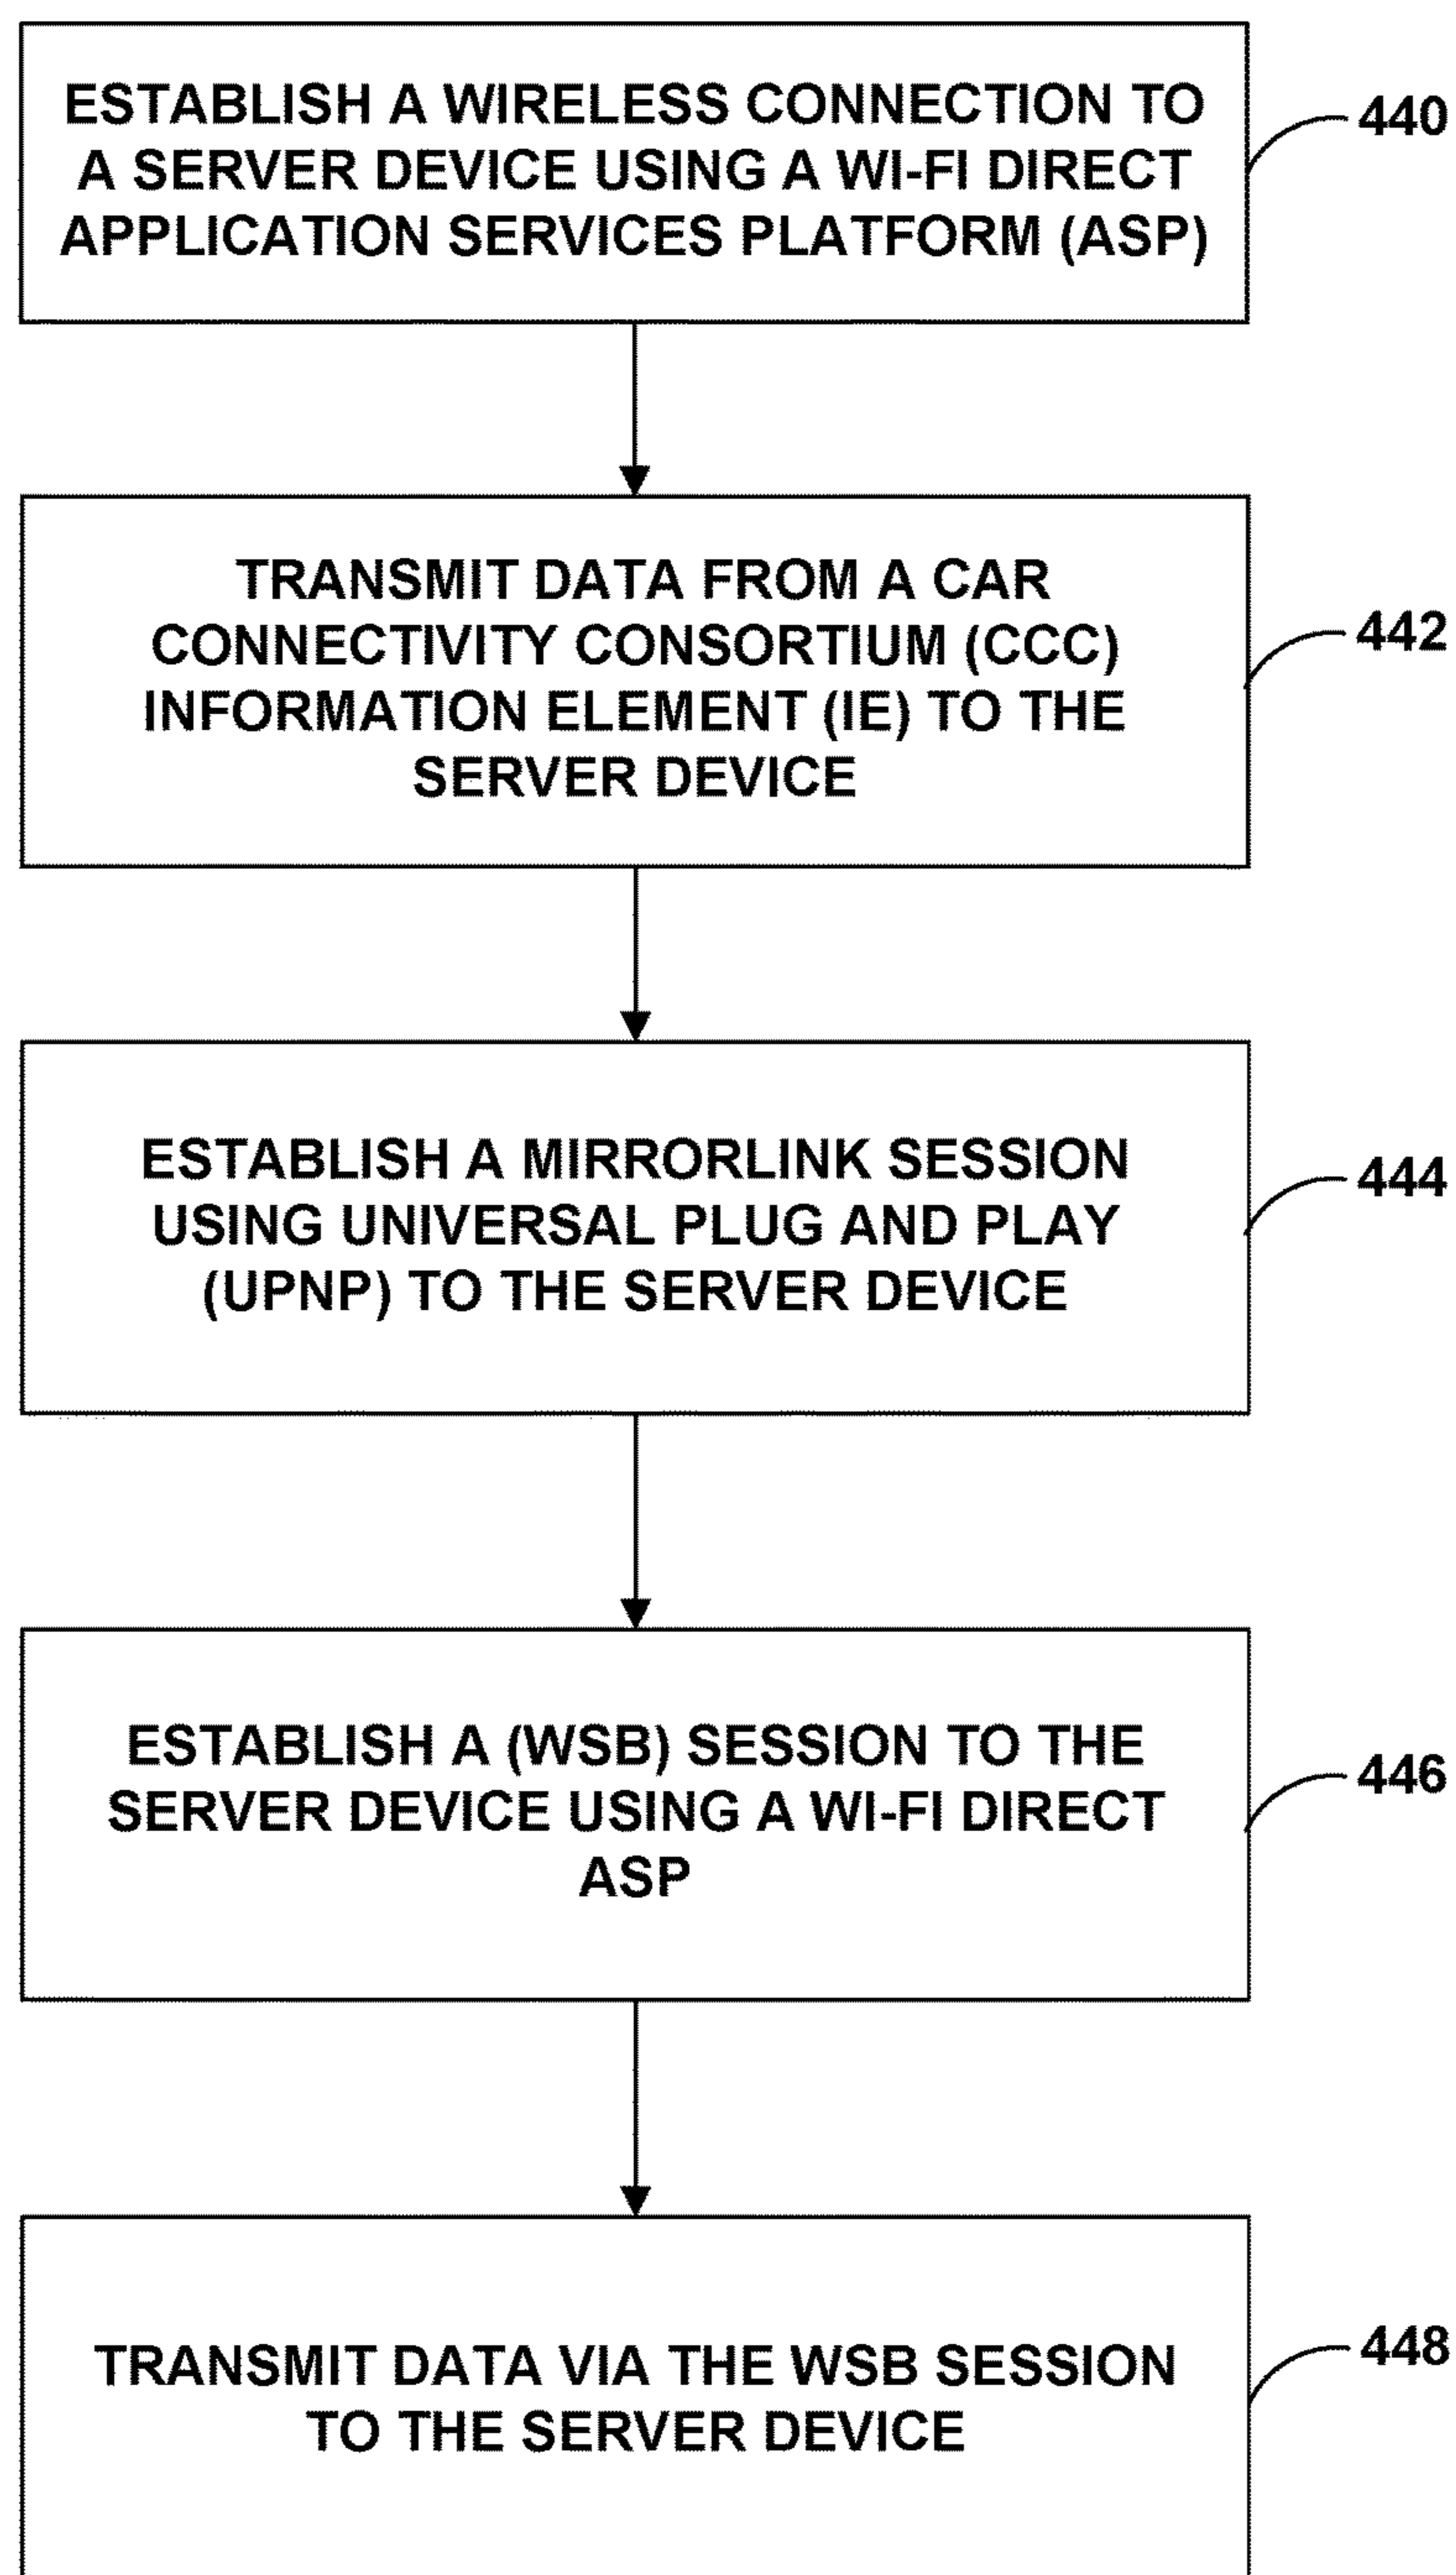 ESTABLISH A WIRELESS CONNECTION TO
A SERVER DEVICE USING A WI-FI DIRECT
APPLICATION SERVICES PLATFORM (ASP)
440
TRANSMIT DATA FROM A CAR
CONNECTIVITY CONSORTIUM (CCC)
INFORMATION ELEMENT (IE) TO THE
SERVER DEVICE
442
ESTABLISH A MIRRORLINK SESSION
USING UNIVERSAL PLUG AND PLAY
(UPNP) TO THE SERVER DEVICE
444
ESTABLISH A (WSB) SESSION TO THE
SERVER DEVICE USING A WI-FI DIRECT
ASP
446
TRANSMIT DATA VIA THE WSB SESSION
TO THE SERVER DEVICE
448